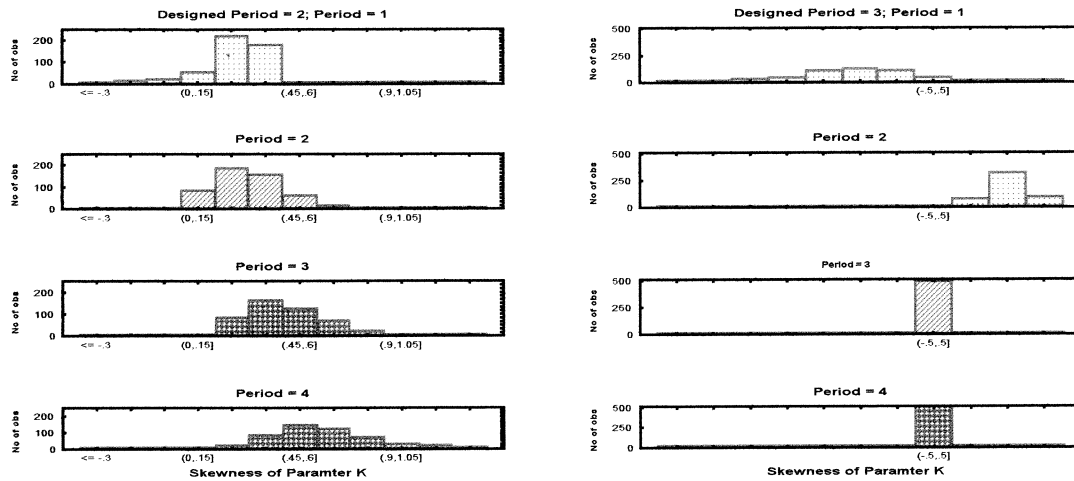 Designed Period = 2; Period = 1
No of obs
200
100
0
<= -.3
(0,.15]
(.45,.6]
(.9,1.05]
Period = 2
No of obs
200
100
0
<= -.3
(0,.15]
(.45,.6]
(.9,1.05]
Period = 3
No of obs
200
100
0
<= -.3
(0,.15]
(.45,.6]
(.9,1.05]
Period = 4
No of obs
200
100
0
<= -.3
(0,.15]
(.45,.6]
(.9,1.05]
Skewness of Paramter K
Designed Period = 3; Period = 1
No of obs
500
250
0
(-.5,.5]
Period = 2
No of obs
500
250
0
(-.5,.5]
Period = 3
No of obs
500
250
0
(-.5,.5]
Period = 4
No of obs
500
250
0
(-.5,.5]
Skewness of Paramter K